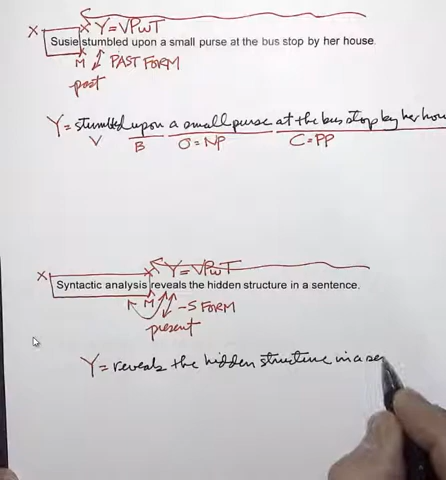 X X Y = VPwT
Susie stumbled upon a small purse at the bus stop by her house.
M PAST FORM
past
Y = stumbled upon a small purse at the bus stop by her hou
V B O = NP C = PP
X X Y = VPwT
Syntactic analysis reveals the hidden structure in a sentence.
M -S FORM
present
Y = reveals the hidden structure in a se